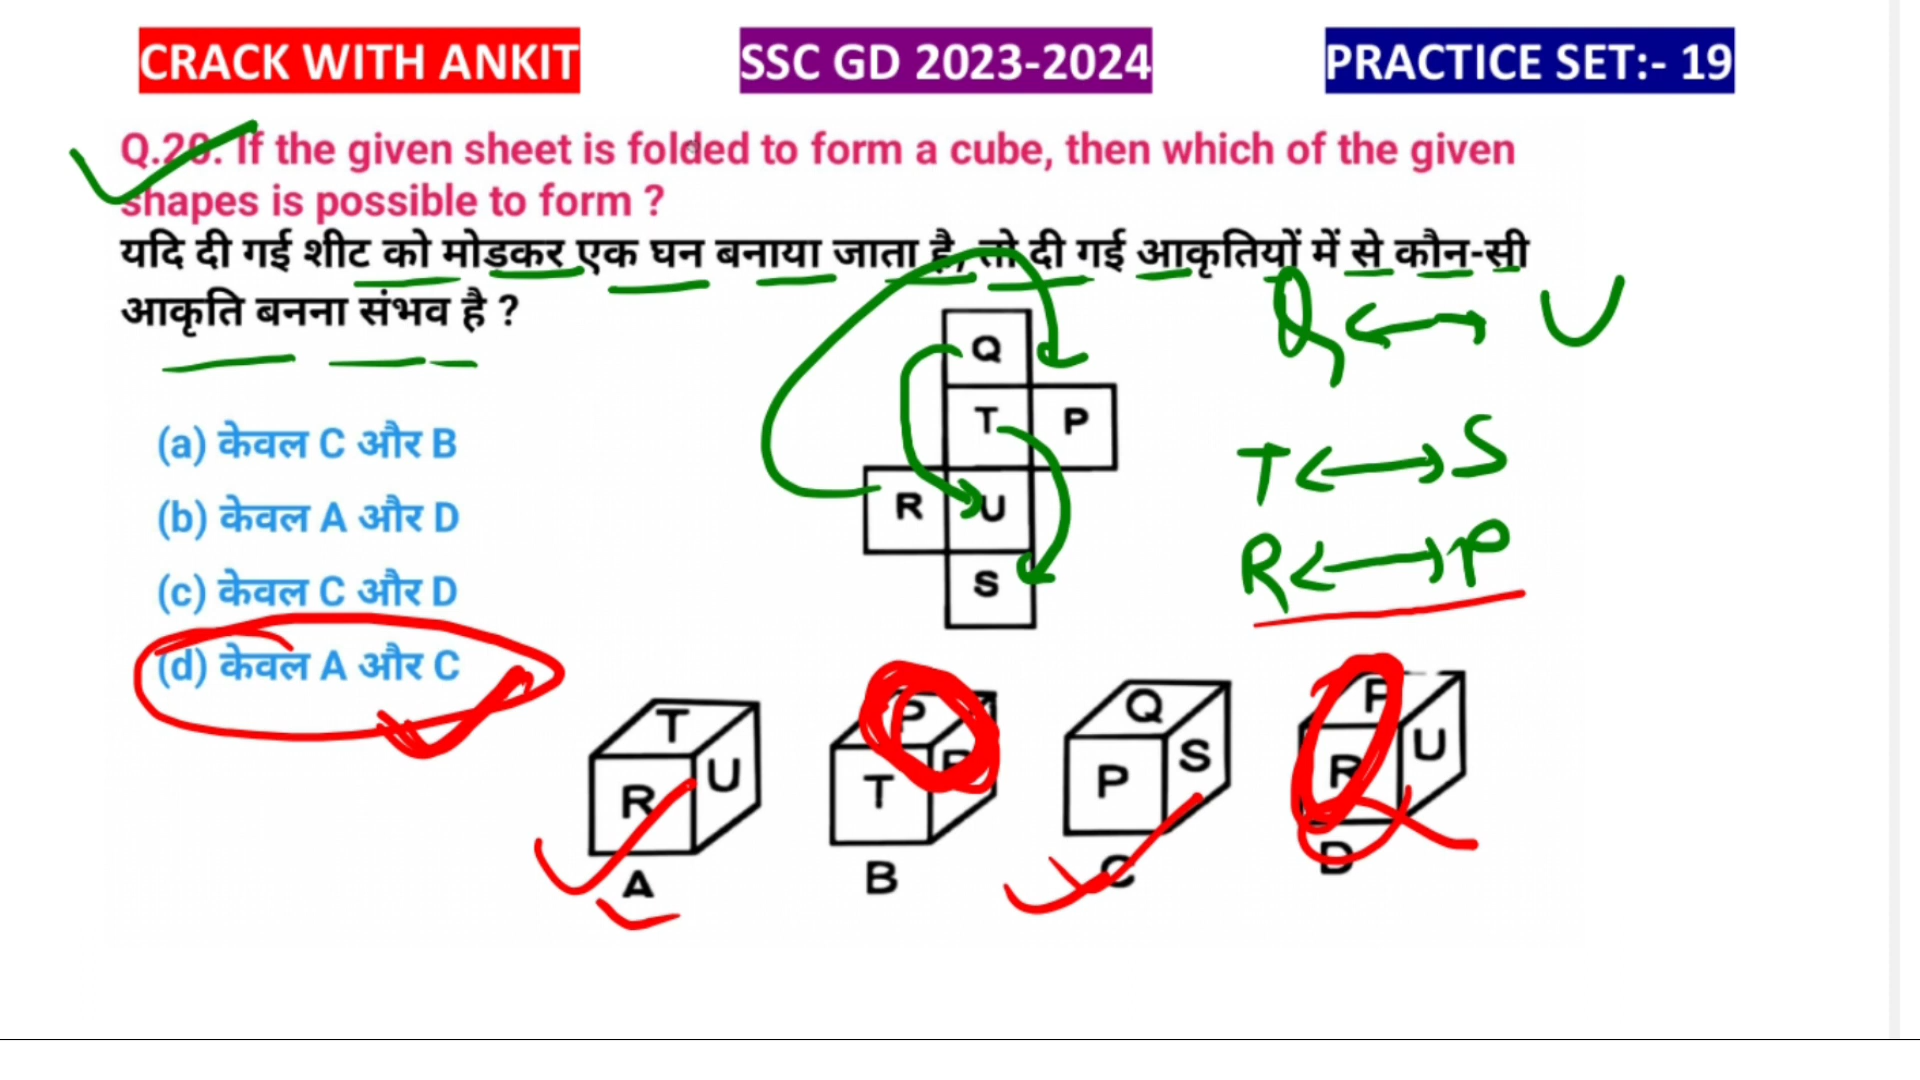 CRACK WITH ANKIT
SSC GD 2023-2024
PRACTICE SET:- 19
Q.20. If the given sheet is folded to form a cube, then which of the given
shapes is possible to form ?
यदि दी गई शीट को मोडकर एक घन बनाया जाता है, तो दी गई आकृतियों में से कौन-सी
आकृति बनना संभव है ?
Q
Q ↔ U
T P
(a) केवल C और B
T ↔ S
R U
(b) केवल A और D
R ↔ P
S
(c) केवल C और D
(d) केवल A और C
T
R U
A
P
T
B
Q
P S
C
P
R U
D